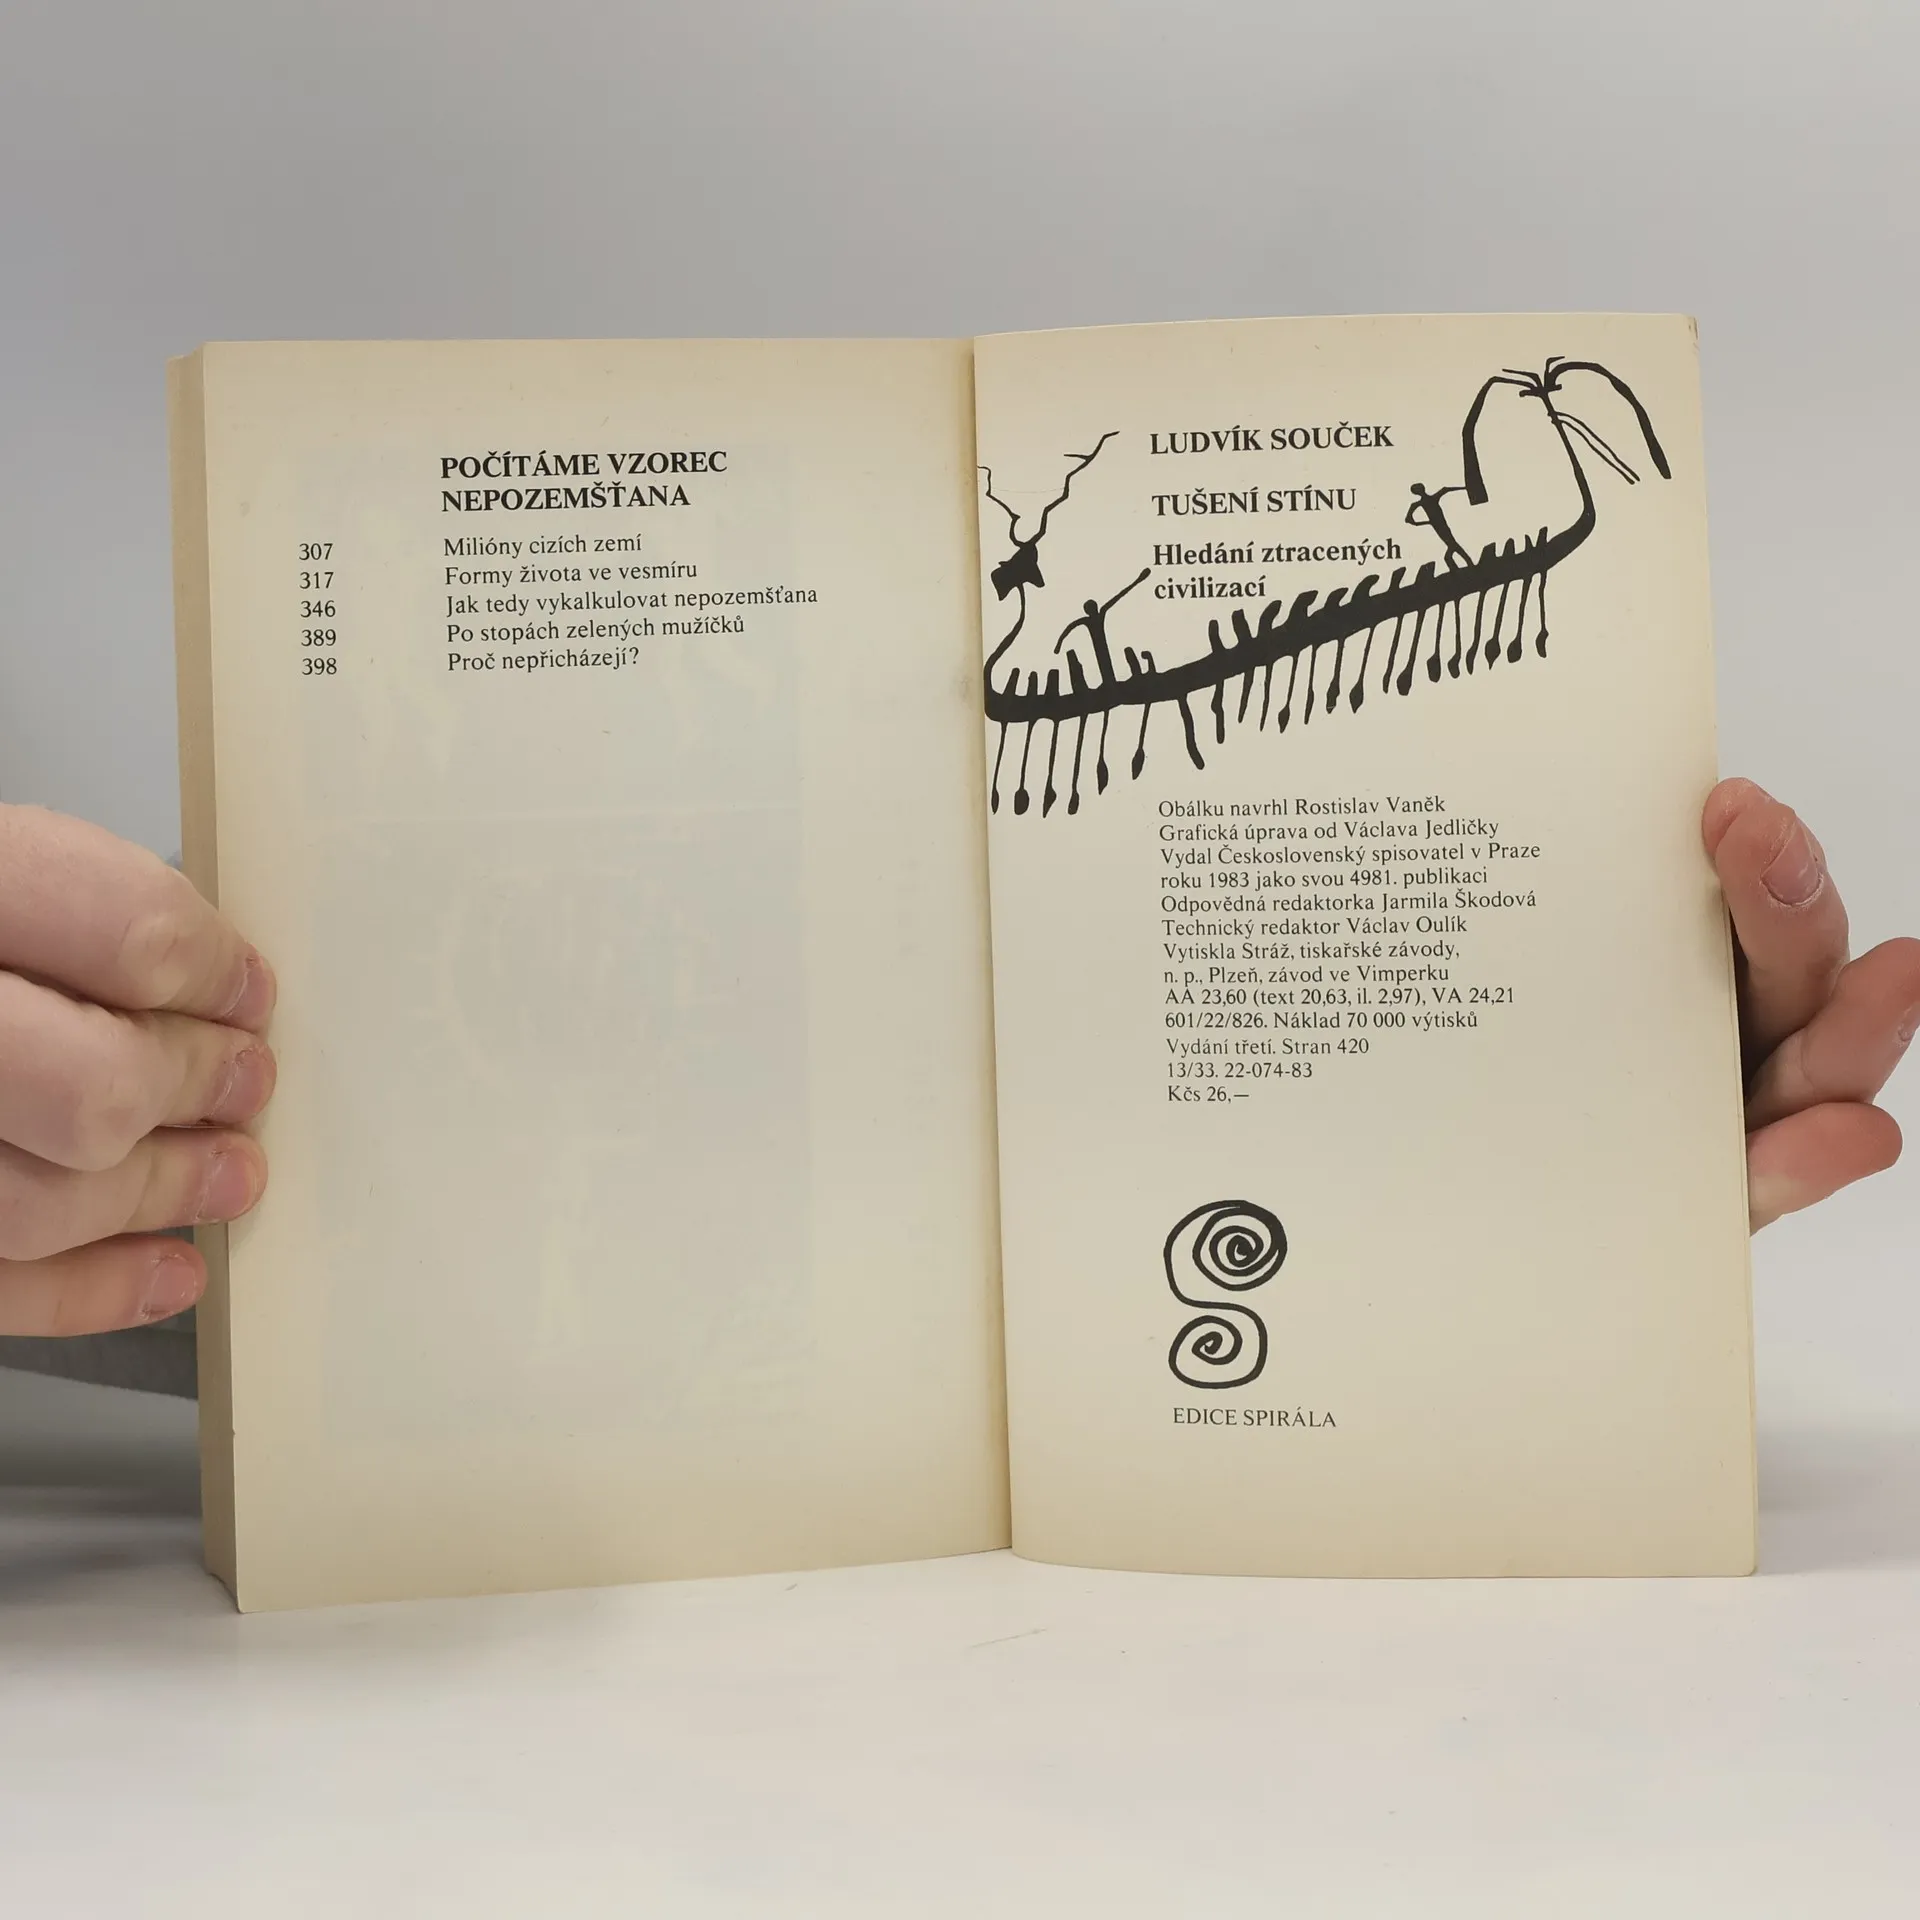 POČÍTÁME VZOREC
NEPOZEMŠŤANA
307 Milióny cizích zemí
317 Formy života ve vesmíru
346 Jak tedy vykalkulovat nepozemšťana
389 Po stopách zelených mužíčků
398 Proč nepřicházejí?
LUDVÍK SOUČEK
TUŠENÍ STÍNU
Hledání ztracených
civilizací
Obálku navrhl Rostislav Vaněk
Grafická úprava od Václava Jedličky
Vydal Československý spisovatel v Praze
roku 1983 jako svou 4981. publikaci
Odpovědná redaktorka Jarmila Škodová
Technický redaktor Václav Oulík
Vytiskla Stráž, tiskařské závody,
n. p., Plzeň, závod ve Vimperku
AA 23,60 (text 20,63, il. 2,97), VA 24,21
601/22/826. Náklad 70 000 výtisků
Vydání třetí. Stran 420
13/33. 22-074-83
Kčs 26,—
EDICE SPIRÁLA